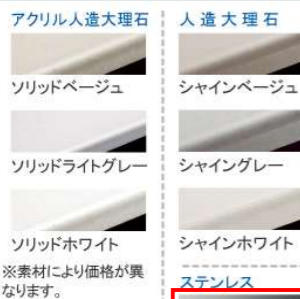 アクリル人造大理石
ソリッドベージュ
ソリッドライトグレー
ソリッドホワイト
※素材により価格が異
なります。
人造大理石
シャインベージュ
シャイングレー
シャインホワイト
ステンレス